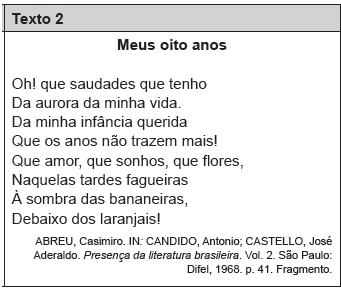 Texto 2
Meus oito anos
Oh! que saudades que tenho
Da aurora da minha vida.
Da minha infância querida
Que os anos não trazem mais!
Que amor, que sonhos, que flores,
Naquelas tardes fagueiras
À sombra das bananeiras,
Debaixo dos laranjais!
ABREU, Casimiro. IN: CANDIDO, Antonio; CASTELLO, José
Aderaldo. Presença da literatura brasileira. Vol. 2. São Paulo:
Difel, 1968. p. 41. Fragmento.